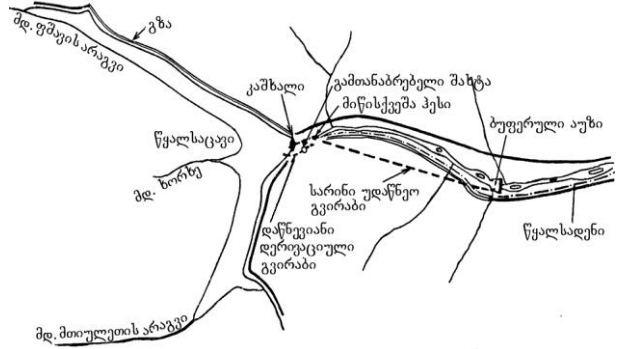 გზა
მდ. ფშავის არაგვი
კაშხალი
გამთანაბრებელი შახტა
მიწისქვეშა ჰესი
ბუფერული აუზი
წყალსაცავი
მდ. ხორხე
სარინი უდაწნეო
გვირაბი
წყალსადენი
დაწნევიანი
დერივაციული
გვირაბი
მდ. მთიულეთის არაგვი